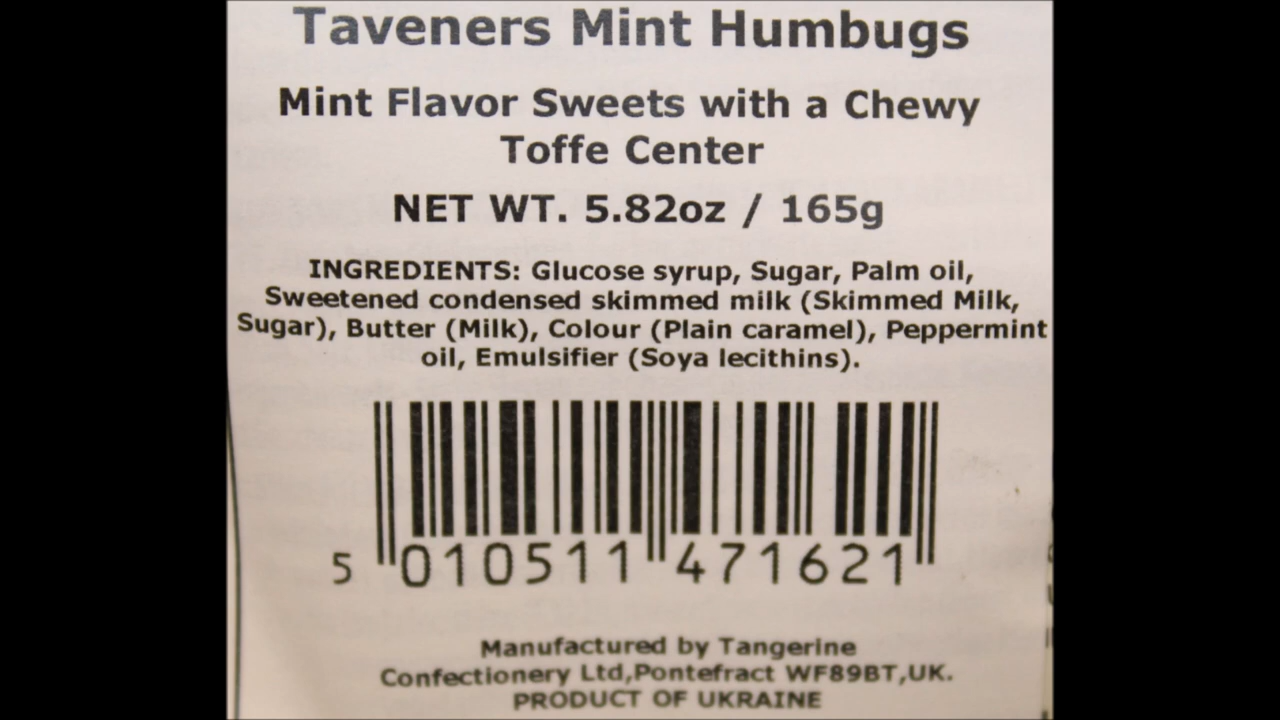 Taveners Mint Humbugs
Mint Flavor Sweets with a Chewy
Toffe Center
NET WT. 5.82oz / 165g
INGREDIENTS: Glucose syrup, Sugar, Palm oil,
Sweetened condensed skimmed milk (Skimmed Milk,
Sugar), Butter (Milk), Colour (Plain caramel), Peppermint
oil, Emulsifier (Soya lecithins).
5 010511 471621
Manufactured by Tangerine
Confectionery Ltd,Pontefract WF89BT,UK.
PRODUCT OF UKRAINE